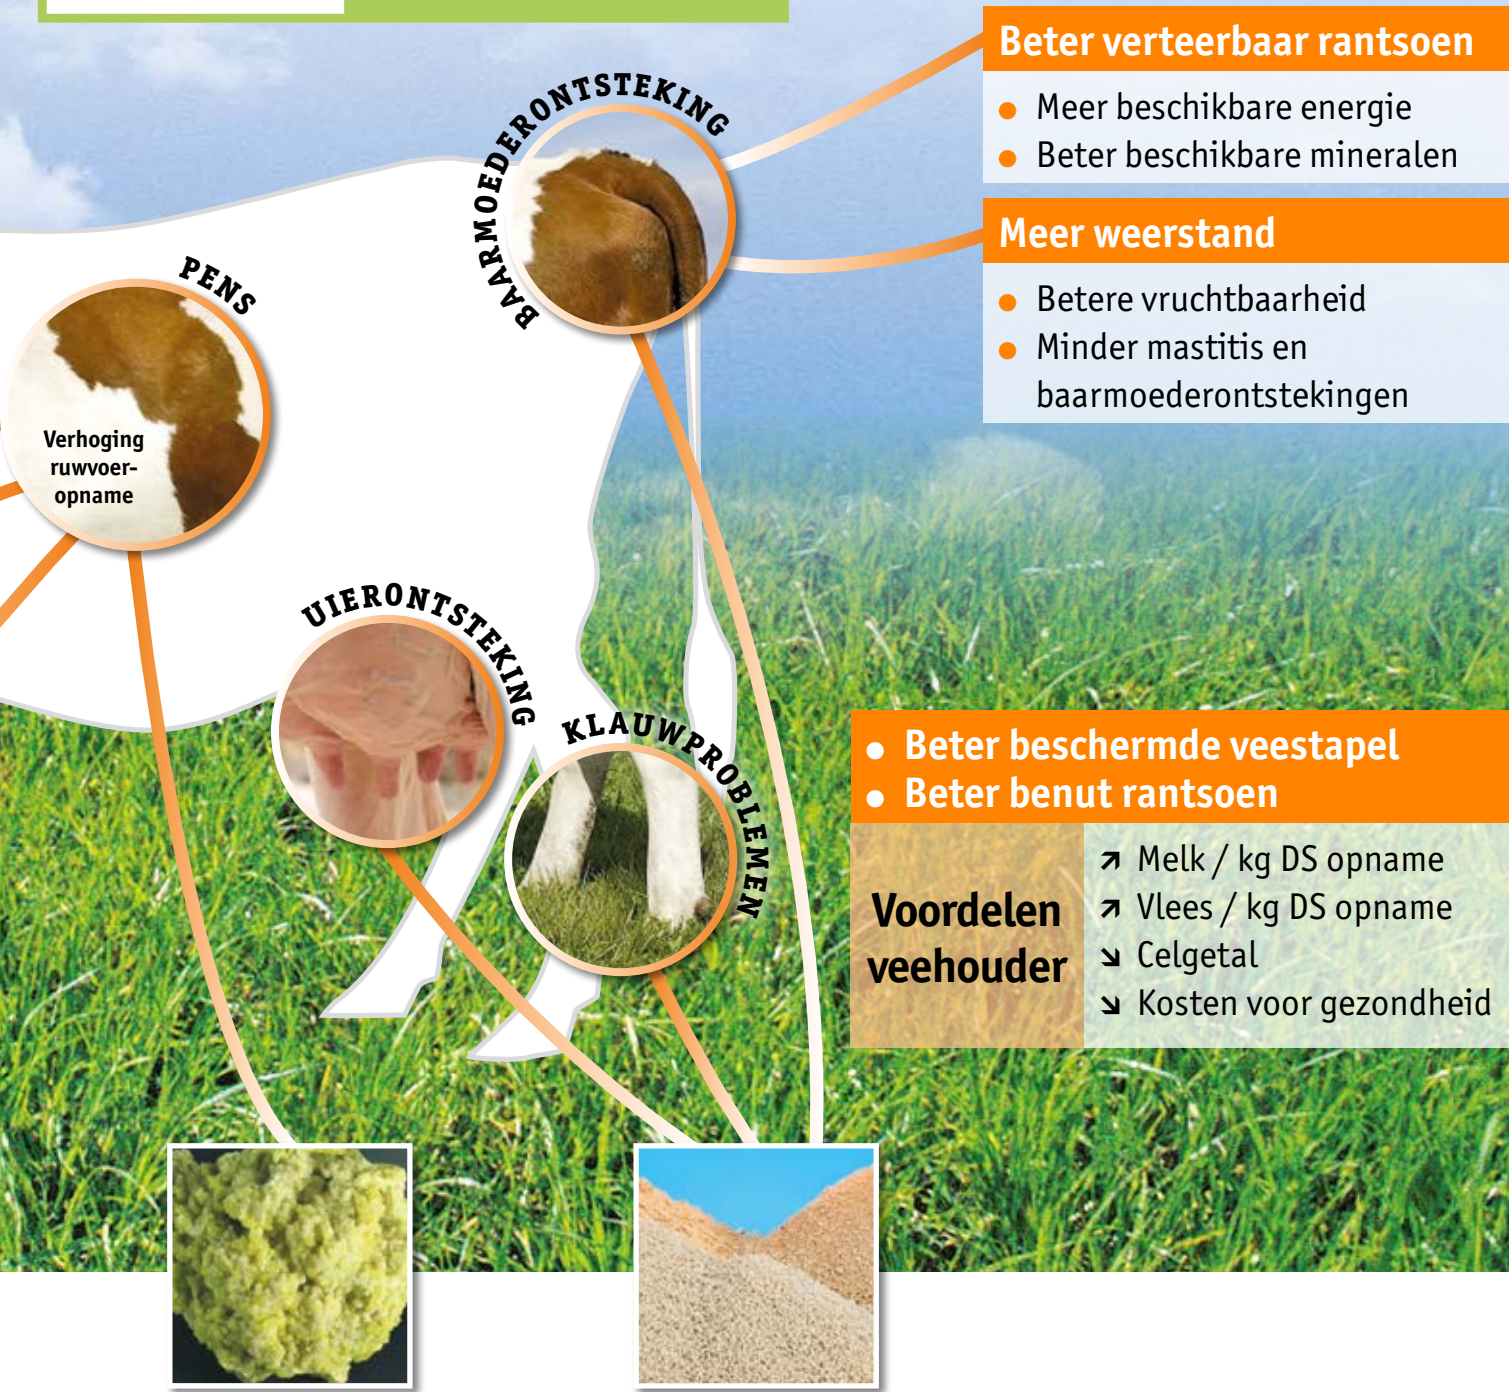 Beter verteerbaar rantsoen
● Meer beschikbare energie
● Beter beschikbare mineralen
Meer weerstand
● Betere vruchtbaarheid
● Minder mastitis en
baarmoederontstekingen
BAARMOEDERONTSTEKING
PENS
Verhoging
ruwvoer-
opname
UIERONTSTEKING
KLAUWPROBLEMEN
● Beter beschermde veestapel
● Beter benut rantsoen
Voordelen
veehouder
↗ Melk / kg DS opname
↗ Vlees / kg DS opname
↘ Celgetal
↘ Kosten voor gezondheid